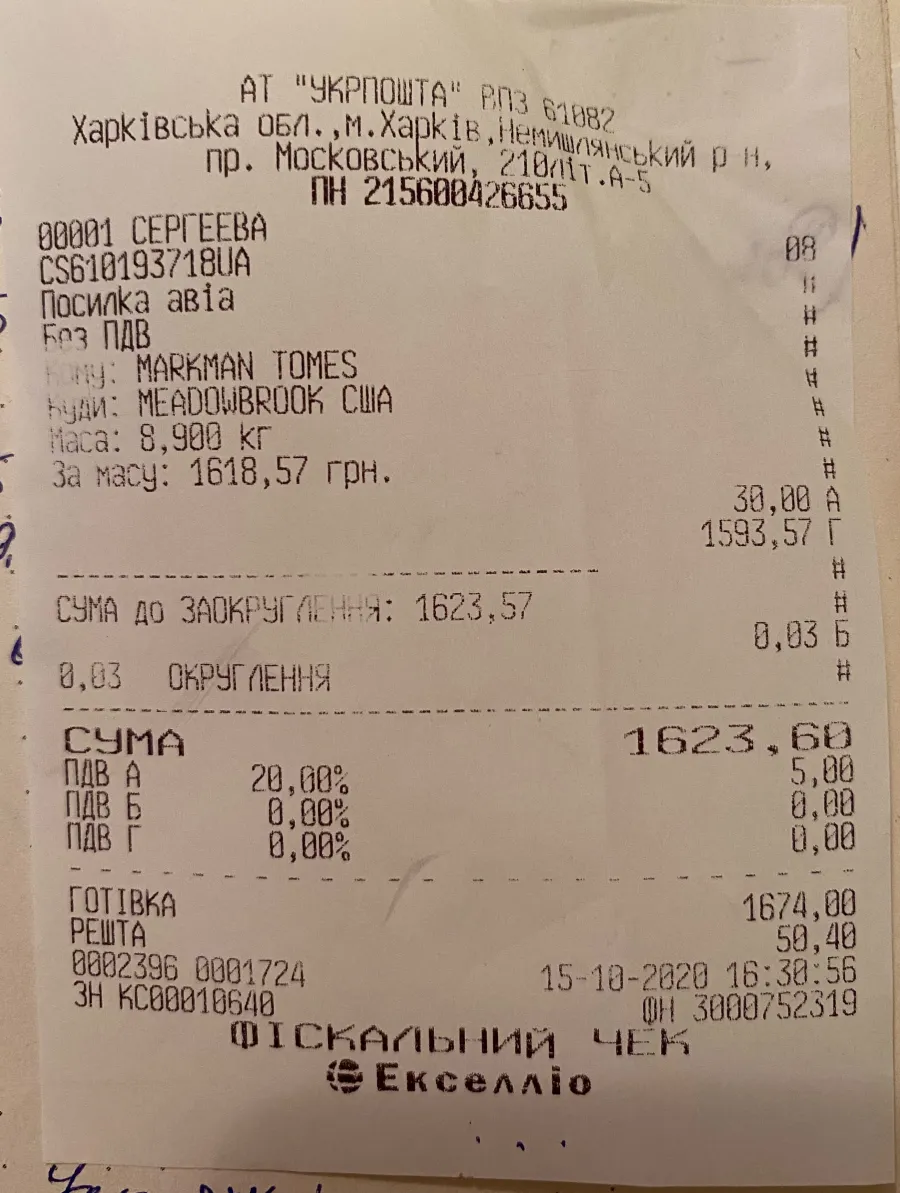 АТ "УКРПОШТА" ВПЗ 61082
Харківська обл.,м.Харків,Немишлянський р-н,
пр. Московський, 210літ.А-5
ПН 215600426655
00001 СЕРГЕЕВА 08
CS610193718UA #
Посилка авіа #
Без ПДВ #
Кому: MARKMAN TOMES #
Куди: MEADOWBROOK США #
Маса: 8,900 кг #
За масу: 1618,57 грн. #
30,00 А
1593,57 Г
#
СУМА до ЗАОКРУГЛЕННЯ: 1623,57 #
0,03 Б
0,03 ОКРУГЛЕННЯ #
СУМА 1623,60
ПДВ А 20,00% 5,00
ПДВ Б 0,00% 0,00
ПДВ Г 0,00% 0,00
ГОТІВКА 1674,00
РЕШТА 50,40
0002396 0001724 15-10-2020 16:30:56
ЗН КС00010640 ФН 3000752319
ФІСКАЛЬНИЙ ЧЕК
Екселліо